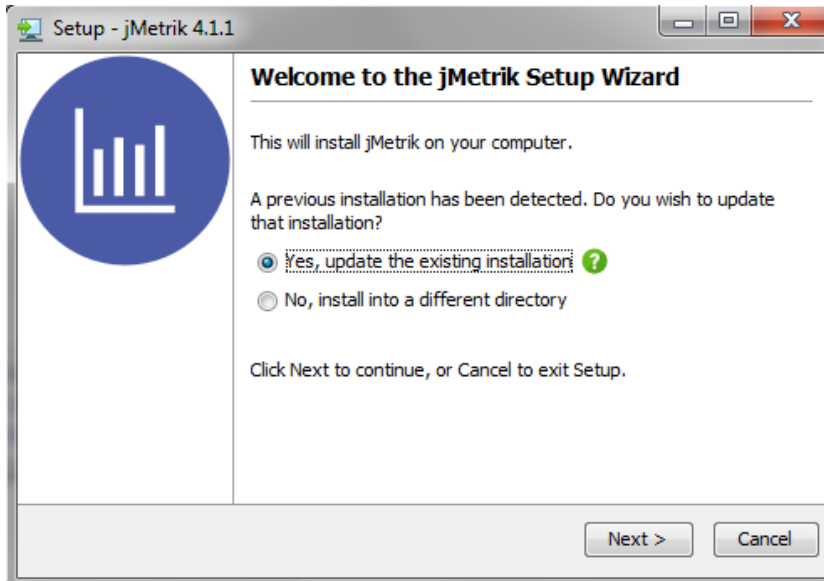 Setup - jMetrik 4.1.1
Welcome to the jMetrik Setup Wizard
This will install jMetrik on your computer.
A previous installation has been detected. Do you wish to update
that installation?
Yes, update the existing installation ?
No, install into a different directory
Click Next to continue, or Cancel to exit Setup.
Next > Cancel